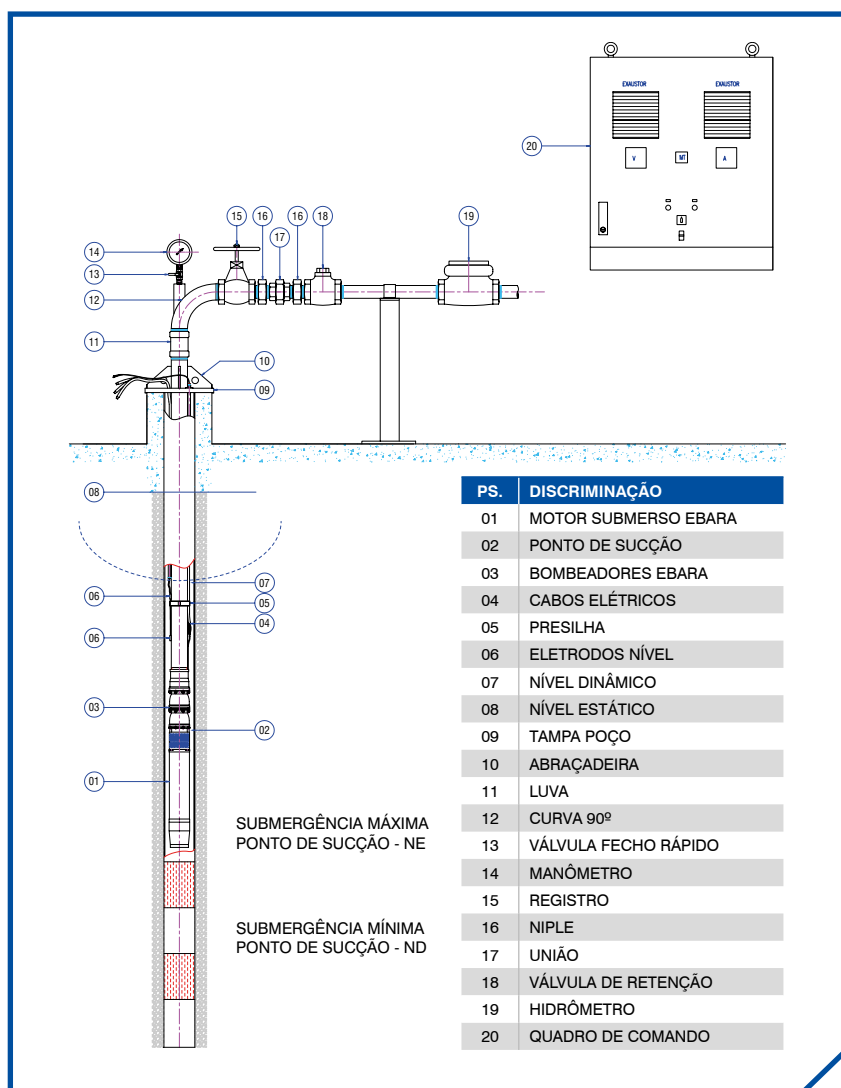 EXAUSTOR
EXAUSTOR
20
V
MT
A
15
16
16
18
19
17
14
13
12
11
10
09
08
07
06
05
04
06
03
02
01
SUBMERGÊNCIA MÁXIMA
PONTO DE SUCÇÃO - NE
SUBMERGÊNCIA MÍNIMA
PONTO DE SUCÇÃO - ND
PS. DISCRIMINAÇÃO
01 MOTOR SUBMERSO EBARA
02 PONTO DE SUCÇÃO
03 BOMBEADORES EBARA
04 CABOS ELÉTRICOS
05 PRESILHA
06 ELETRODOS NÍVEL
07 NÍVEL DINÂMICO
08 NÍVEL ESTÁTICO
09 TAMPA POÇO
10 ABRAÇADEIRA
11 LUVA
12 CURVA 90º
13 VÁLVULA FECHO RÁPIDO
14 MANÔMETRO
15 REGISTRO
16 NIPLE
17 UNIÃO
18 VÁLVULA DE RETENÇÃO
19 HIDRÔMETRO
20 QUADRO DE COMANDO